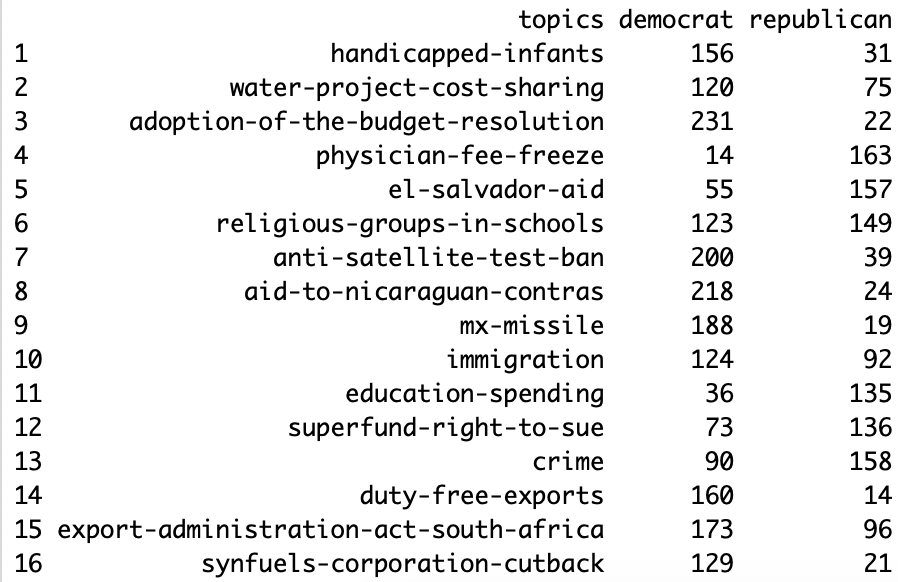 topics democrat republican
1 handicapped-infants 156 31
2 water-project-cost-sharing 120 75
3 adoption-of-the-budget-resolution 231 22
4 physician-fee-freeze 14 163
5 el-salvador-aid 55 157
6 religious-groups-in-schools 123 149
7 anti-satellite-test-ban 200 39
8 aid-to-nicaraguan-contras 218 24
9 mx-missile 188 19
10 immigration 124 92
11 education-spending 36 135
12 superfund-right-to-sue 73 136
13 crime 90 158
14 duty-free-exports 160 14
15 export-administration-act-south-africa 173 96
16 synfuels-corporation-cutback 129 21